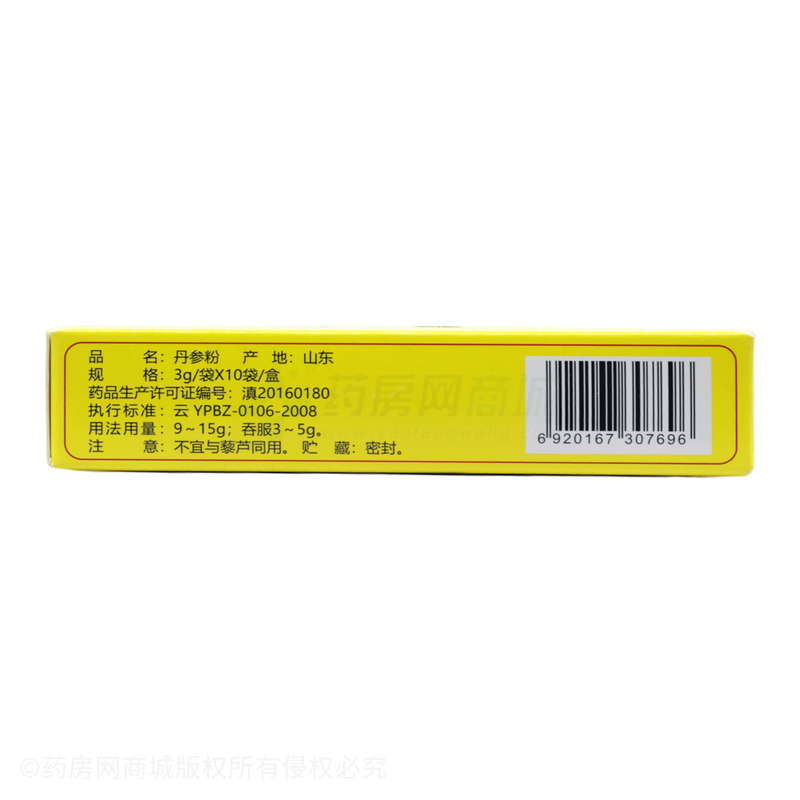 品 名：丹参粉 产 地：山东
规 格：3g/袋X10袋/盒
药品生产许可证编号：滇20160180
执行标准：云 YPBZ-0106-2008
用法用量：9～15g；吞服3～5g。
注 意：不宜与藜芦同用。 贮 藏：密封。
6 920167 307696
药房网商城
©药房网商城版权所有侵权必究